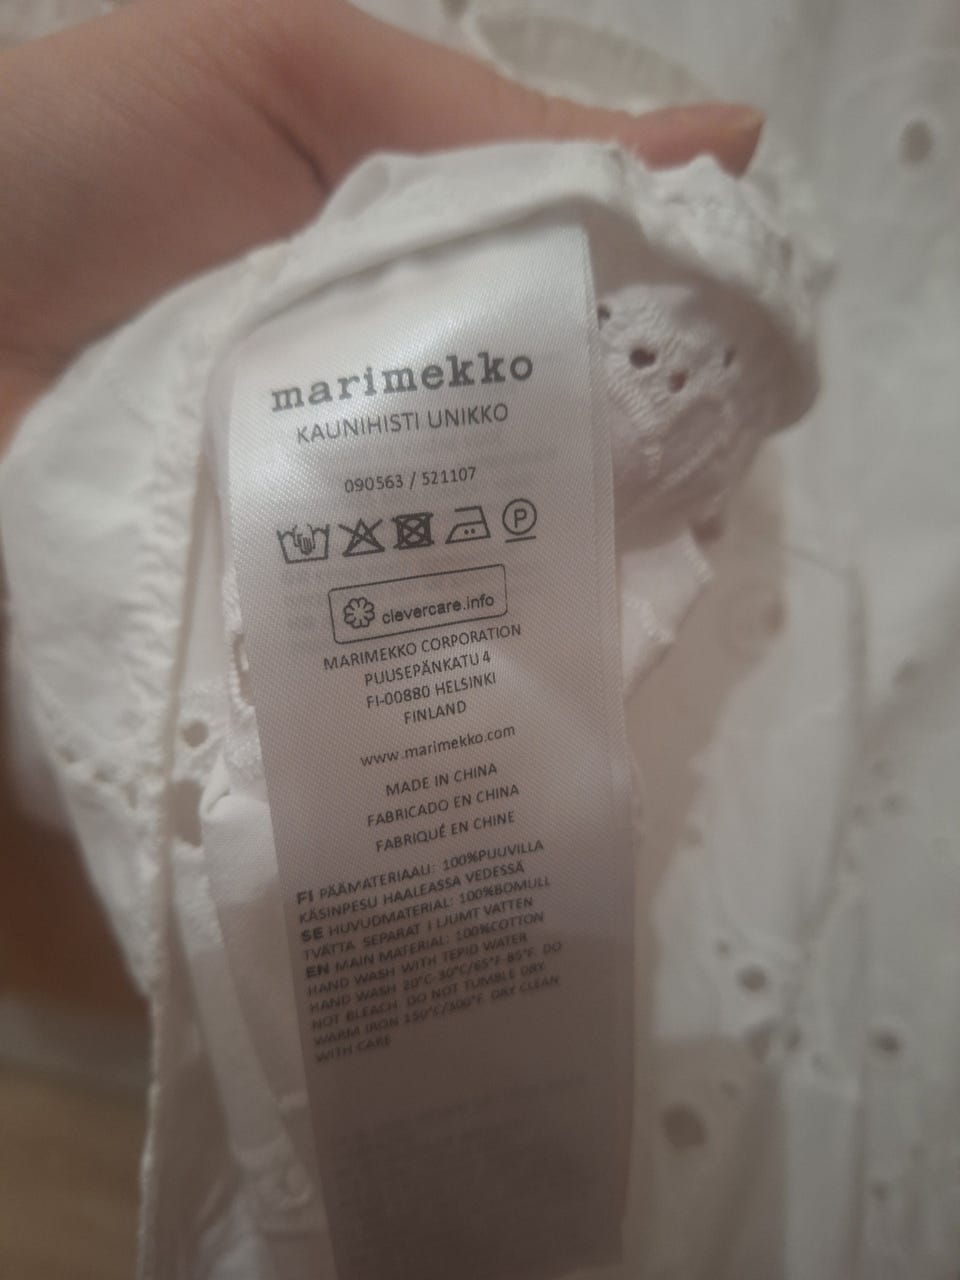 marimekko
KAUNIHISTI UNIKKO
090563 / 521107
P
clevercare.info
MARIMEKKO CORPORATION
PUUSEPÄNKATU 4
FI-00880 HELSINKI
FINLAND
www.marimekko.com
MADE IN CHINA
FABRICADO EN CHINA
FABRIQUÉ EN CHINE
FI PÄÄMATERIAALI: 100%PUUVILLA
KÄSINPESU HAALEASSA VEDESSÄ
SE HUVUDMATERIAL: 100%BOMULL
TVÄTTA SEPARAT I LJUMT VATTEN
EN MAIN MATERIAL: 100%COTTON
HAND WASH WITH TEPID WATER
HAND WASH 20°C-30°C/65°F-85°F. DO
NOT BLEACH. DO NOT TUMBLE DRY.
WARM IRON 150°C/300°F. DRY CLEAN
WITH CARE